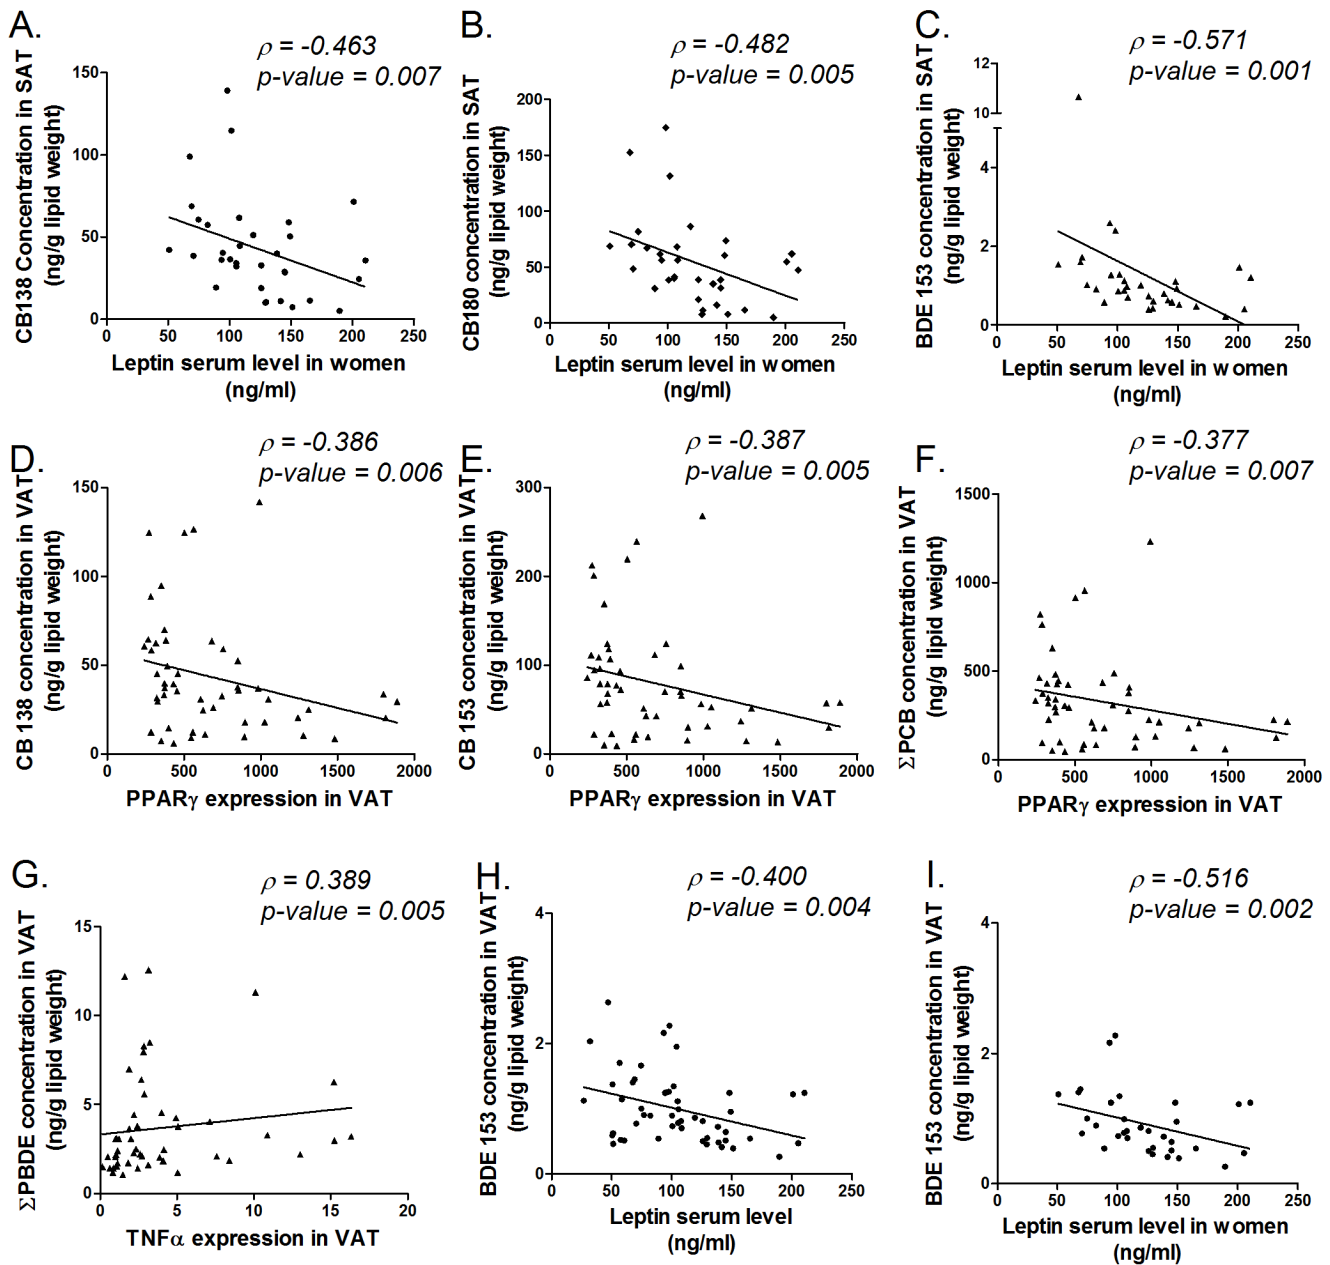 A.
ρ = -0.463
p-value = 0.007
CB138 Concentration in SAT
(ng/g lipid weight)
150
100
50
0
0 50 100 150 200 250
Leptin serum level in women
(ng/ml)
B.
ρ = -0.482
p-value = 0.005
CB180 concentration in SAT
(ng/g lipid weight)
200
150
100
50
0
0 50 100 150 200 250
Leptin serum level in women
(ng/ml)
C.
ρ = -0.571
p-value = 0.001
BDE 153 concentration in SAT
(ng/g lipid weight)
12
10
4
2
0
0 50 100 150 200 250
Leptin serum level in women
(ng/ml)
D.
ρ = -0.386
p-value = 0.006
CB 138 concentration in VAT
(ng/g lipid weight)
150
100
50
0
0 500 1000 1500 2000
PPARγ expression in VAT
E.
ρ = -0.387
p-value = 0.005
CB 153 concentration in VAT
(ng/g lipid weight)
300
200
100
0
0 500 1000 1500 2000
PPARγ expression in VAT
F.
ρ = -0.377
p-value = 0.007
ΣPCB concentration in VAT
(ng/g lipid weight)
1500
1000
500
0
0 500 1000 1500 2000
PPARγ expression in VAT
G.
ρ = 0.389
p-value = 0.005
ΣPBDE concentration in VAT
(ng/g lipid weight)
15
10
5
0
0 5 10 15 20
TNFα expression in VAT
H.
ρ = -0.400
p-value = 0.004
BDE 153 concentration in VAT
(ng/g lipid weight)
4
2
0
0 50 100 150 200 250
Leptin serum level
(ng/ml)
I.
ρ = -0.516
p-value = 0.002
BDE 153 concentration in VAT
(ng/g lipid weight)
4
2
0
0 50 100 150 200 250
Leptin serum level in women
(ng/ml)